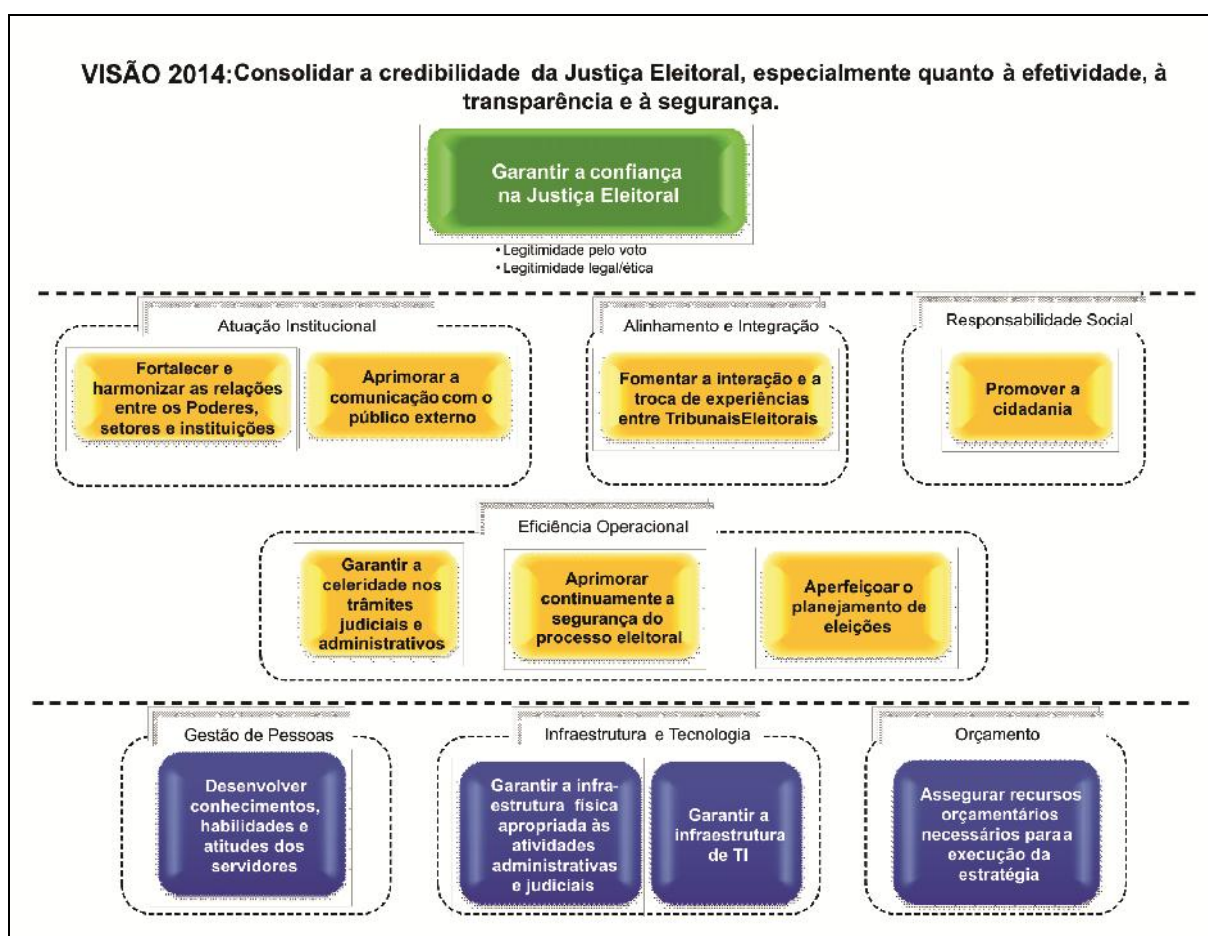 VISÃO 2014:Consolidar a credibilidade da Justiça Eleitoral, especialmente quanto à efetividade, à
transparência e à segurança.
Garantir a confiança
na Justiça Eleitoral
• Legitimidade pelo voto
• Legitimidade legal/ética
Atuação Institucional
Fortalecer e
harmonizar as relações
entre os Poderes,
setores e instituições
Aprimorar a
comunicação com o
público externo
Alinhamento e Integração
Fomentar a interação e a
troca de experiências
entre TribunaisEleitorais
Responsabilidade Social
Promover a
cidadania
Eficiência Operacional
Garantir a
celeridade nos
trâmites
judiciais e
administrativos
Aprimorar
continuamente a
segurança do
processo eleitoral
Aperfeiçoar o
planejamento de
eleições
Gestão de Pessoas
Desenvolver
conhecimentos,
habilidades e
atitudes dos
servidores
Infraestrutura e Tecnologia
Garantir a infra-
estrutura física
apropriada às
atividades
administrativas
e judiciais
Garantir a
infraestrutura
de TI
Orçamento
Assegurar recursos
orçamentários
necessários para a
execução da
estratégia